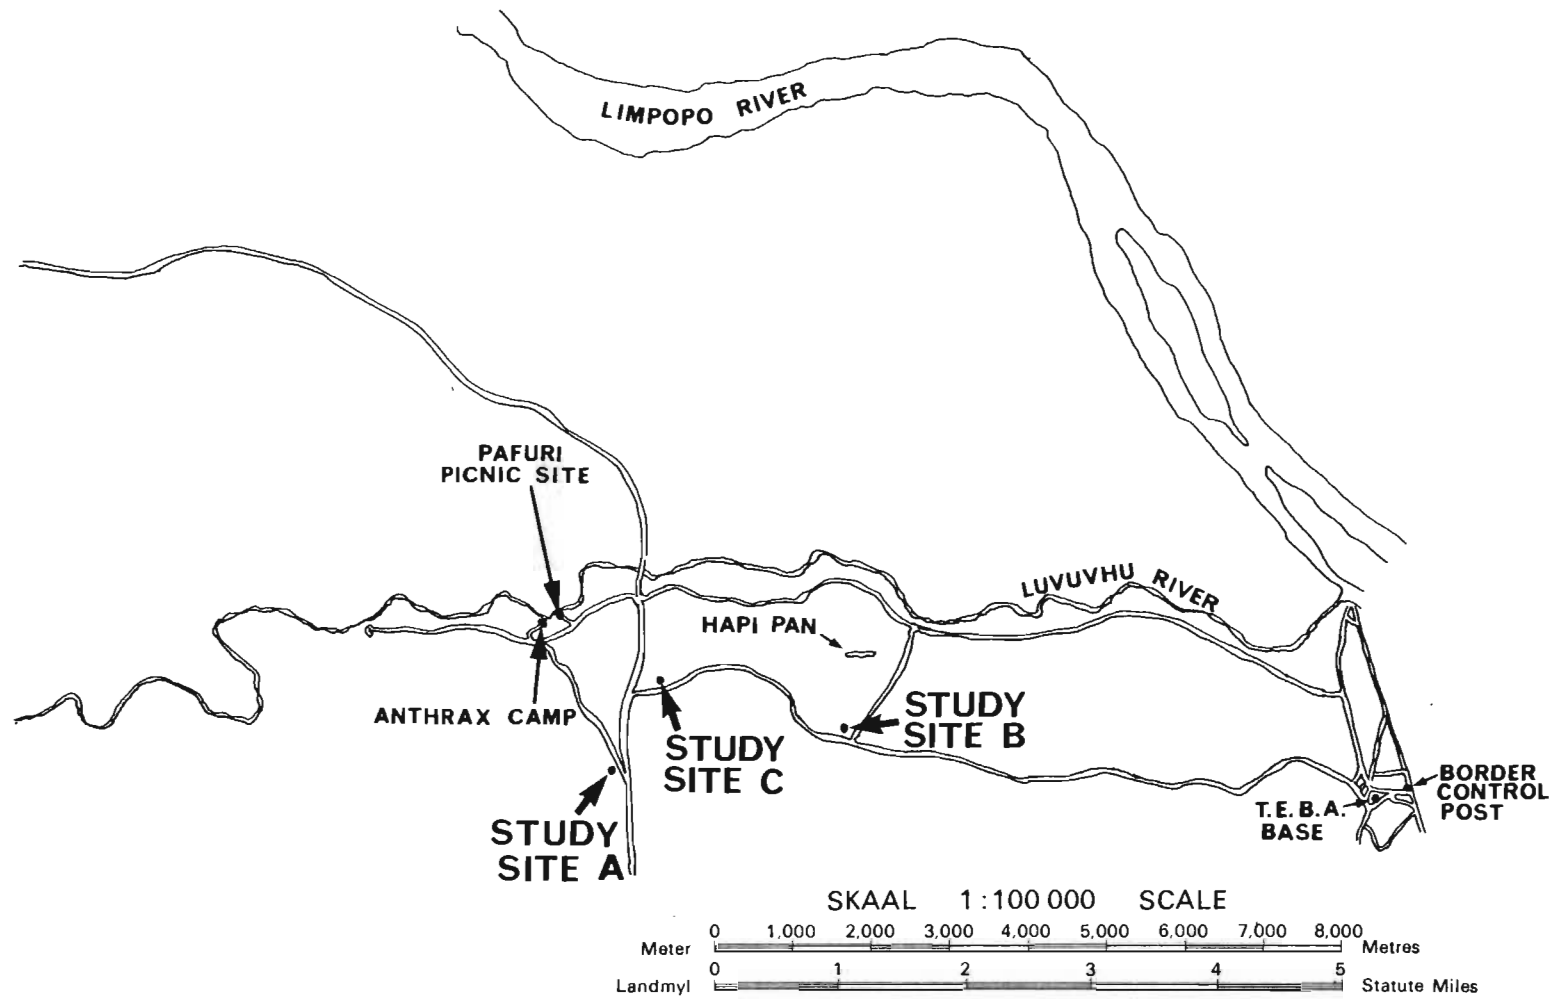 LIMPOPO RIVER
PAFURI
PICNIC SITE
LUVUVHU RIVER
HAPI PAN
ANTHRAX CAMP
STUDY
SITE B
STUDY
SITE C
STUDY
SITE A
BORDER
CONTROL
POST
T.E.B.A.
BASE
SKAAL 1:100 000 SCALE
0 1,000 2,000 3,000 4,000 5,000 6,000 7,000 8,000
Meter Metres
0 1 2 3 4 5
Landmyl Statute Miles